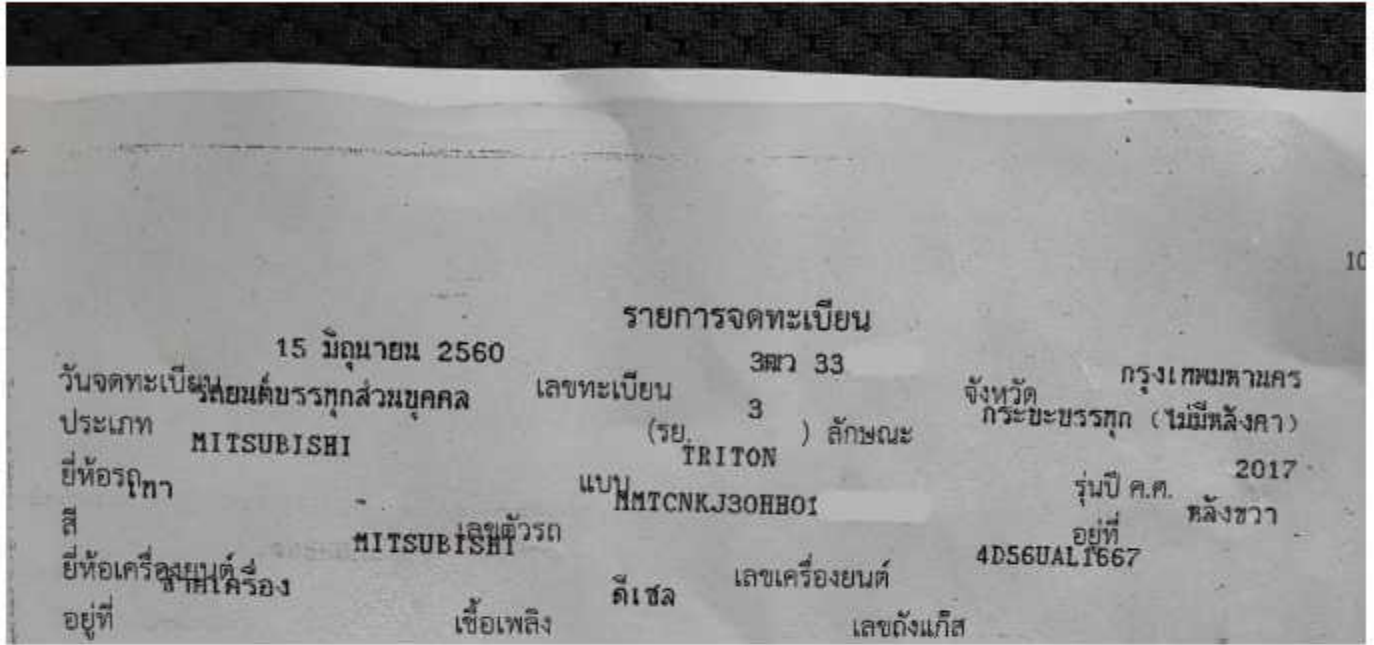 10
รายการจดทะเบียน
15 มิถุนายน 2560 3ฒว 33 กรุงเทพมหานคร
วันจดทะเบียน เลขทะเบียน จังหวัด
รถยนต์บรรทุกส่วนบุคคล 3 กระบะบรรทุก (ไม่มีหลังคา)
ประเภท (รย. ) ลักษณะ
MITSUBISHI TRITON 2017
ยี่ห้อรถ แบบ รุ่นปี ค.ศ.
เทา MMTCNKJ30HH01 หลังขวา
สี เลขตัวรถ อยู่ที่
MITSUBISHI 4D56UAL1667
ยี่ห้อเครื่องยนต์ เลขเครื่องยนต์
ดีเซล
อยู่ที่ เชื้อเพลิง เลขถังแก็ส